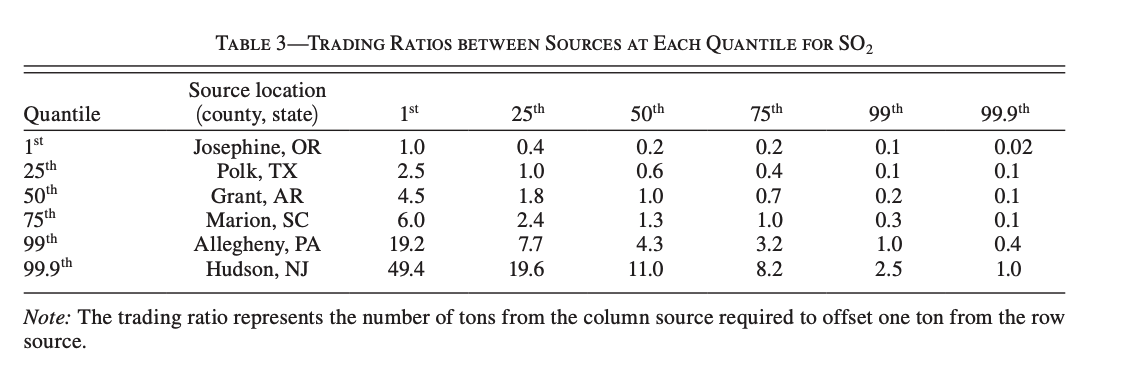 TABLE 3—TRADING RATIOS BETWEEN SOURCES AT EACH QUANTILE FOR SO2
Source location
Quantile (county, state) 1st 25th 50th 75th 99th 99.9th
1st Josephine, OR 1.0 0.4 0.2 0.2 0.1 0.02
25th Polk, TX 2.5 1.0 0.6 0.4 0.1 0.1
50th Grant, AR 4.5 1.8 1.0 0.7 0.2 0.1
75th Marion, SC 6.0 2.4 1.3 1.0 0.3 0.1
99th Allegheny, PA 19.2 7.7 4.3 3.2 1.0 0.4
99.9th Hudson, NJ 49.4 19.6 11.0 8.2 2.5 1.0
Note: The trading ratio represents the number of tons from the column source required to offset one ton from the row
source.